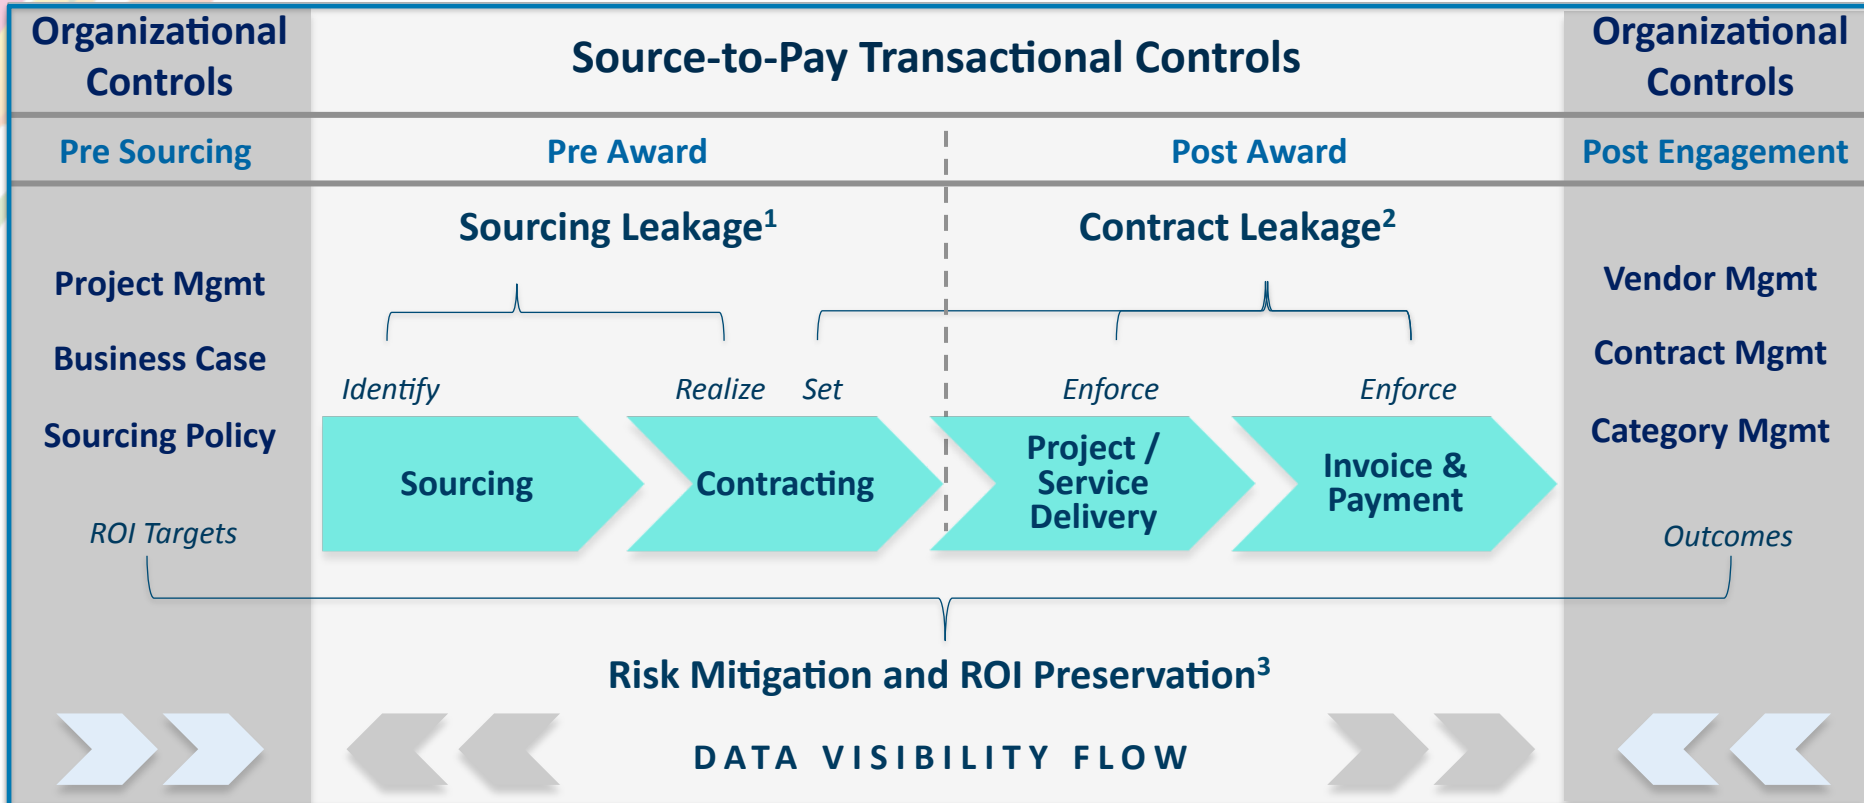 Organizational
Controls
Source-to-Pay Transactional Controls
Organizational
Controls
Pre Sourcing
Pre Award
Post Award
Post Engagement
Sourcing Leakage¹
Contract Leakage²
Project Mgmt
Business Case
Sourcing Policy
Vendor Mgmt
Contract Mgmt
Category Mgmt
Identify
Realize
Set
Enforce
Enforce
Sourcing
Contracting
Project /
Service
Delivery
Invoice &
Payment
ROI Targets
Outcomes
Risk Mitigation and ROI Preservation³
DATA VISIBILITY FLOW